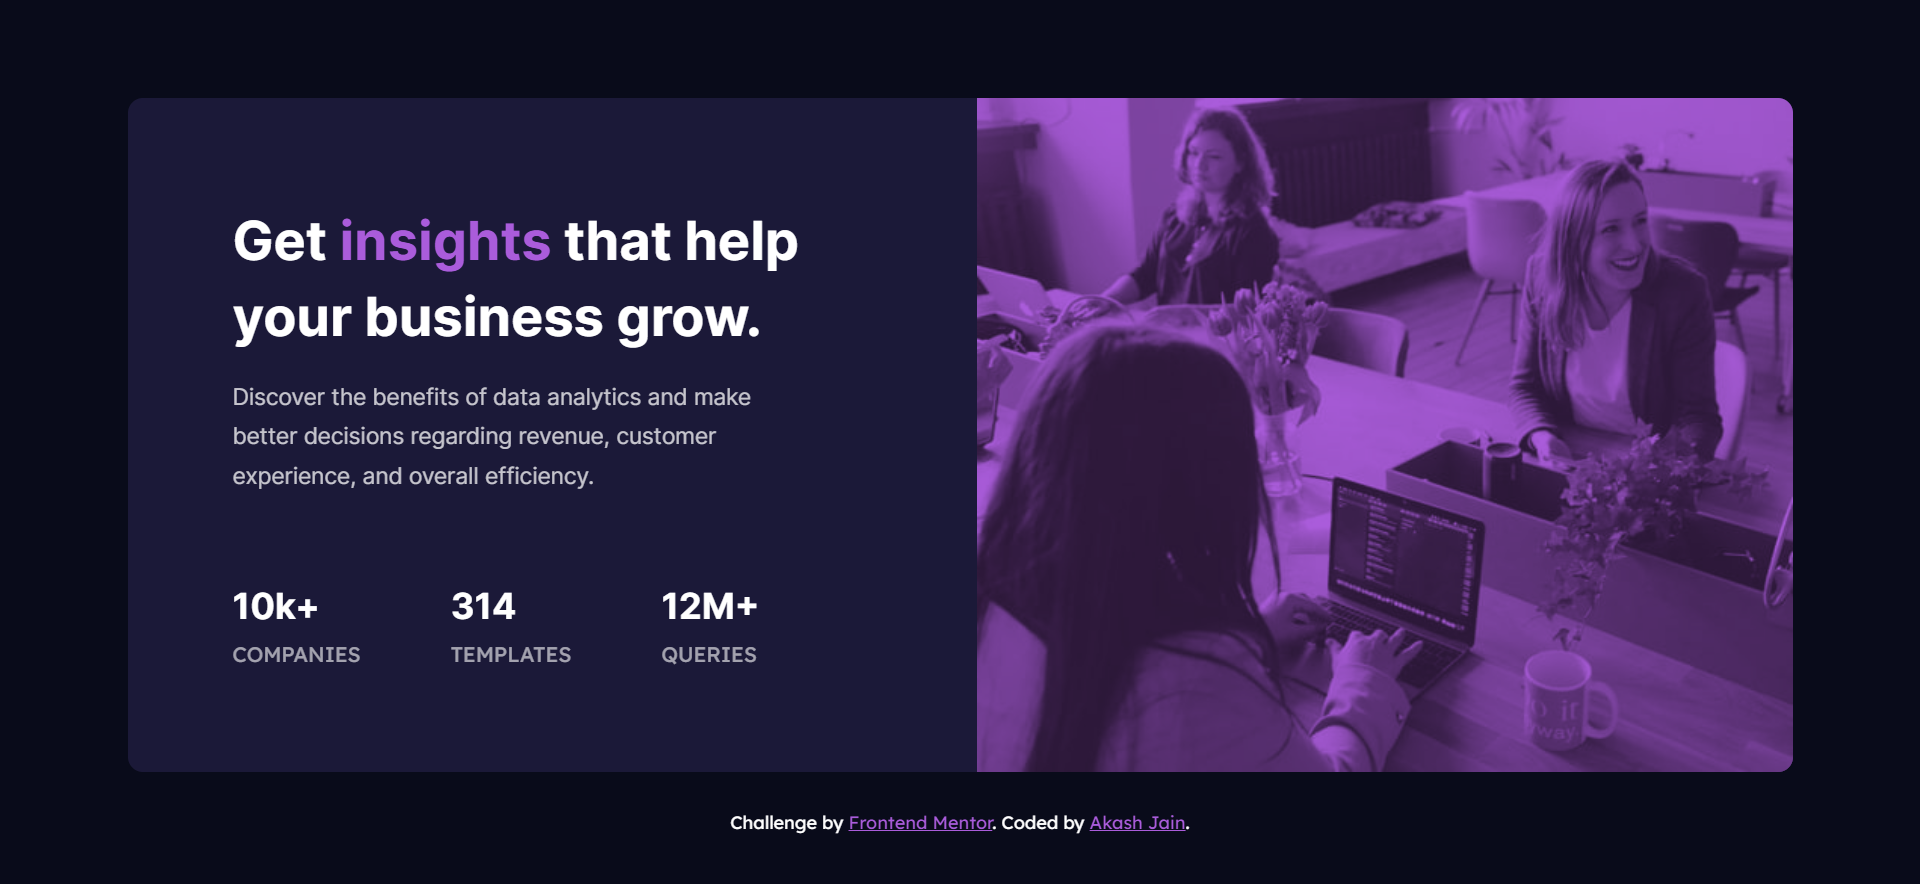 Get insights that help
your business grow.
Discover the benefits of data analytics and make
better decisions regarding revenue, customer
experience, and overall efficiency.
10k+ 314 12M+
COMPANIES TEMPLATES QUERIES
Challenge by Frontend Mentor. Coded by Akash Jain.